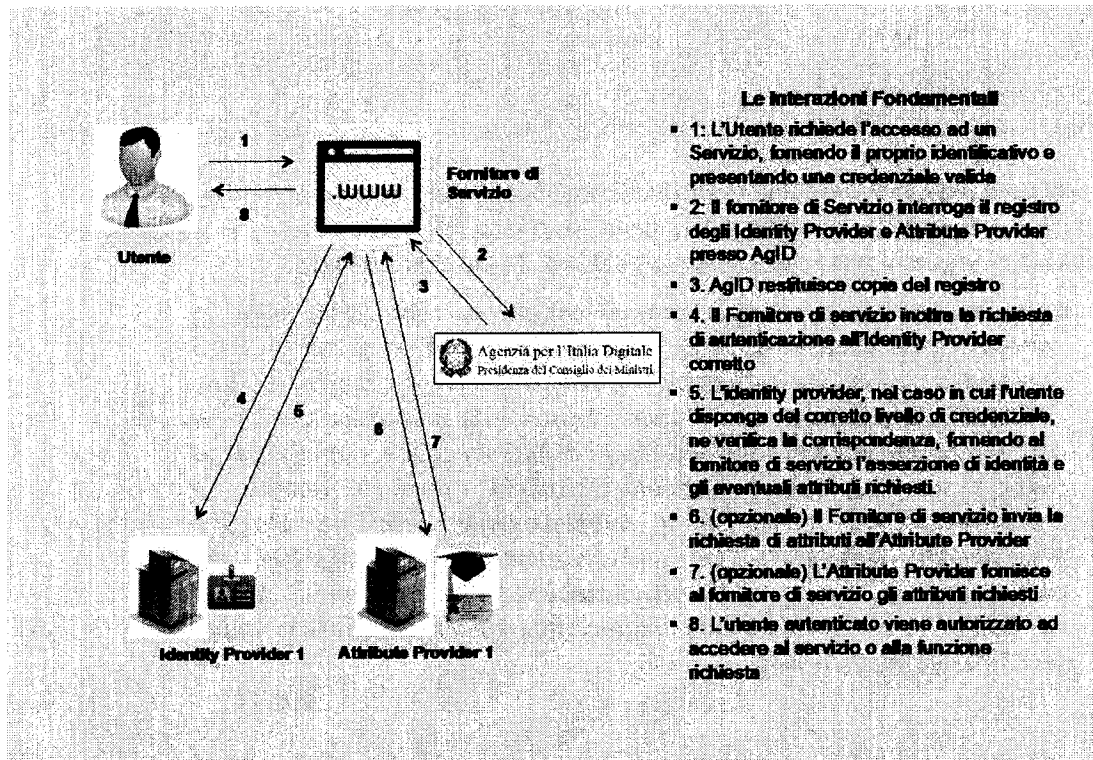 Le Interazioni Fondamentali
1: L'Utente richiede l'accesso ad un
Servizio, fornendo il proprio identificativo e
presentando una credenziale valida
2: Il fornitore di Servizio interroga il registro
degli Identity Provider e Attribute Provider
presso AgID
3. AgID restituisce copia del registro
4. Il Fornitore di servizio inoltra la richiesta
di autenticazione all'Identity Provider
corretto
5. L'identity provider, nel caso in cui l'utente
disponga del corretto livello di credenziale,
ne verifica la corrispondenza, fornendo al
fornitore di servizio l'asserzione di identità e
gli eventuali attributi richiesti.
6. (opzionale) Il Fornitore di servizio invia la
richiesta di attributi all'Attribute Provider
7. (opzionale) L'Attribute Provider fornisce
al fornitore di servizio gli attributi richiesti
8. L'utente autenticato viene autorizzato ad
accedere al servizio o alla funzione
richiesta
1
8
Utente
.www
Fornitore di
Servizio
2
3
Agenzia per l'Italia Digitale
Presidenza del Consiglio dei Ministri
4
5
6
7
Identity Provider 1
Attribute Provider 1